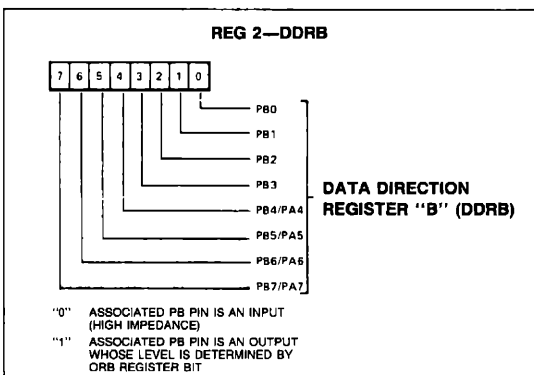 REG 2—DDRB
7 6 5 4 3 2 1 0
PB0
PB1
PB2
PB3
PB4/PA4
PB5/PA5
PB6/PA6
PB7/PA7
DATA DIRECTION
REGISTER "B" (DDRB)
"0" ASSOCIATED PB PIN IS AN INPUT
(HIGH IMPEDANCE)
"1" ASSOCIATED PB PIN IS AN OUTPUT
WHOSE LEVEL IS DETERMINED BY
ORB REGISTER BIT